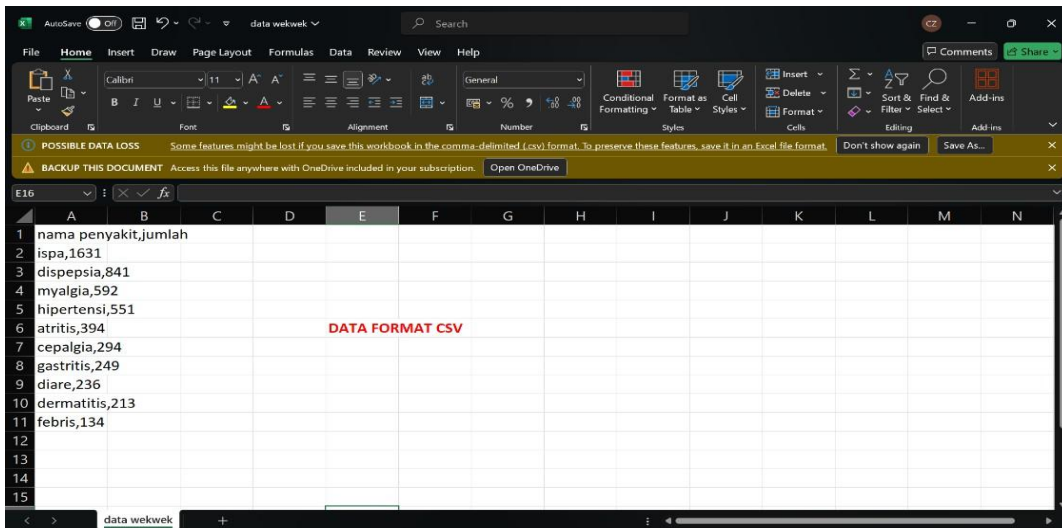 AutoSave Off data wekwek Search CZ
File Home Insert Draw Page Layout Formulas Data Review View Help Comments Share
Paste Calibri 11 A A General Conditional Formatting Format as Table Cell Styles Insert Delete Format Sort & Filter Find & Select Add-ins
B I U A %
Clipboard Font Alignment Number Styles Cells Editing Add-ins
POSSIBLE DATA LOSS Some features might be lost if you save this workbook in the comma-delimited (.csv) format. To preserve these features, save it in an Excel file format. Don't show again Save As...
BACKUP THIS DOCUMENT Access this file anywhere with OneDrive included in your subscription. Open OneDrive
E16 fx
A B C D E F G H I J K L M N
1 nama penyakit,jumlah
2 ispa,1631
3 dispepsia,841
4 myalgia,592
5 hipertensi,551
6 atritis,394 DATA FORMAT CSV
7 cepalgia,294
8 gastritis,249
9 diare,236
10 dermatitis,213
11 febris,134
12
13
14
15
data wekwek